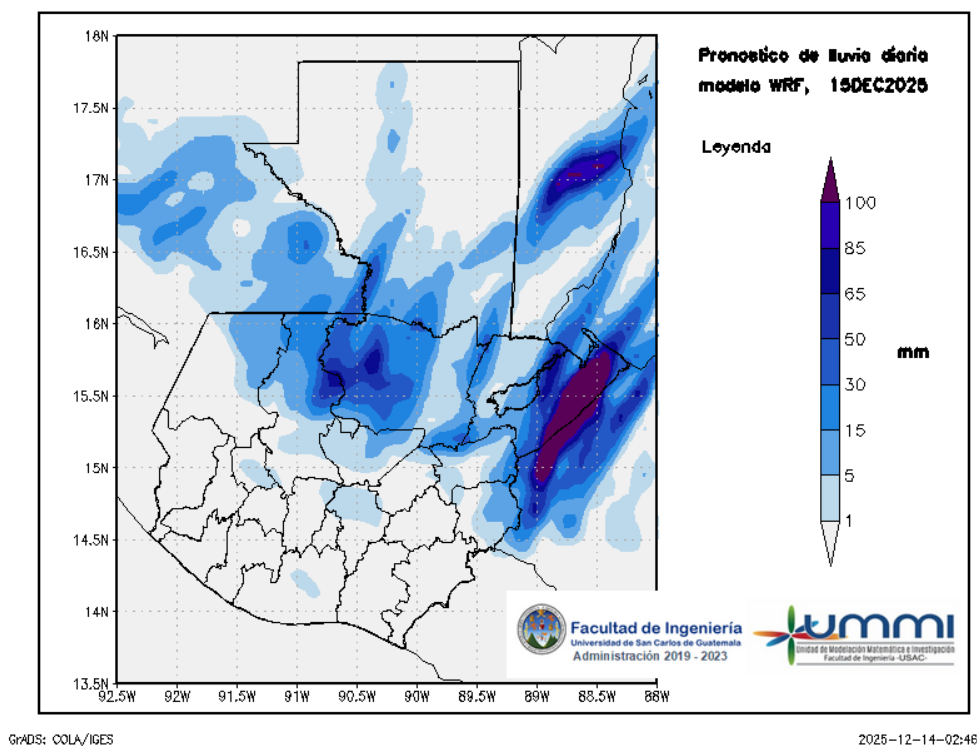 Pronostico de lluvia diaria
modelo WRF, 15DEC2025
Leyenda
100
85
65
50
30
15
5
1
mm
18N
17.5N
17N
16.5N
16N
15.5N
15N
14.5N
14N
13.5N
92.5W 92W 91.5W 91W 90.5W 90W 89.5W 89W 88.5W 88W
Facultad de Ingeniería
Universidad de San Carlos de Guatemala
Administración 2019 - 2023
UMMI
Unidad de Modelación Matemática e Investigación
Facultad de Ingeniería -USAC-
GrADS: COLA/IGES
2025-12-14-02:46